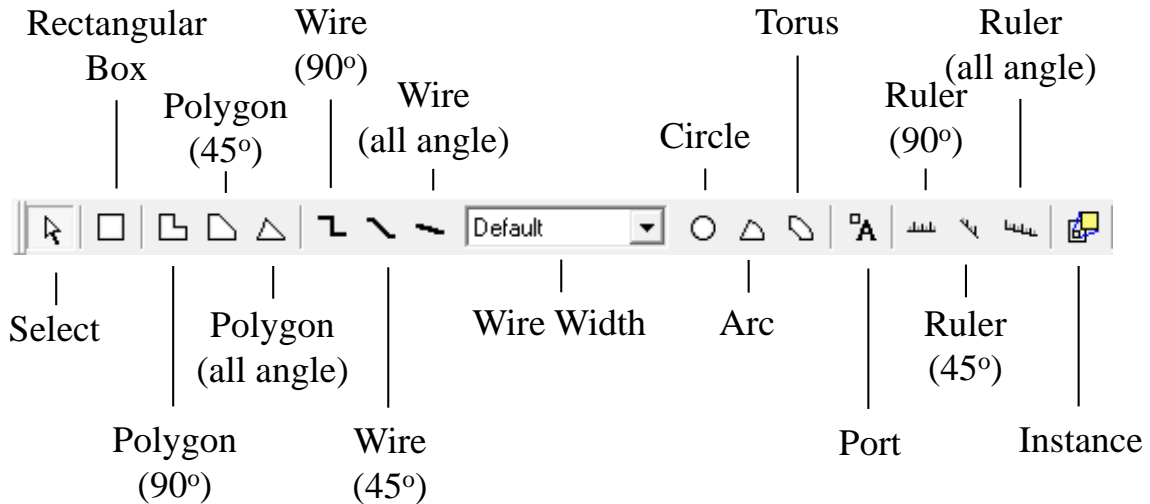 Rectangular
Box
Wire
(90°)
Torus
Ruler
(all angle)
Polygon
(45°)
Wire
(all angle)
Circle
Ruler
(90°)
Default
A
Select
Polygon
(all angle)
Wire Width
Arc
Ruler
(45°)
Polygon
(90°)
Wire
(45°)
Port
Instance